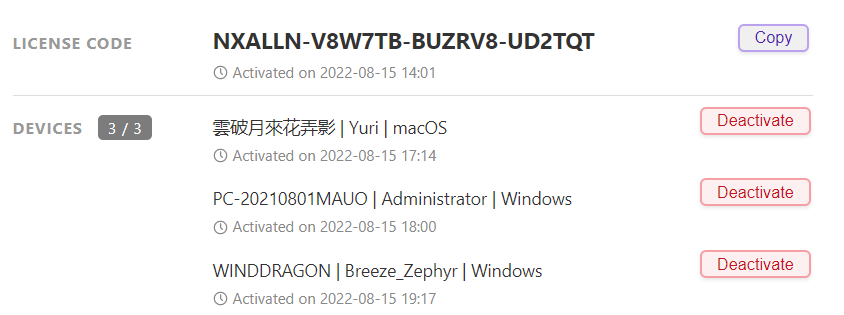 LICENSE CODE NXALLN-V8W7TB-BUZRV8-UD2TQT Copy
Activated on 2022-08-15 14:01
DEVICES 3 / 3 雲破月來花弄影 | Yuri | macOS Deactivate
Activated on 2022-08-15 17:14
PC-20210801MAUO | Administrator | Windows Deactivate
Activated on 2022-08-15 18:00
WINDDRAGON | Breeze_Zephyr | Windows Deactivate
Activated on 2022-08-15 19:17